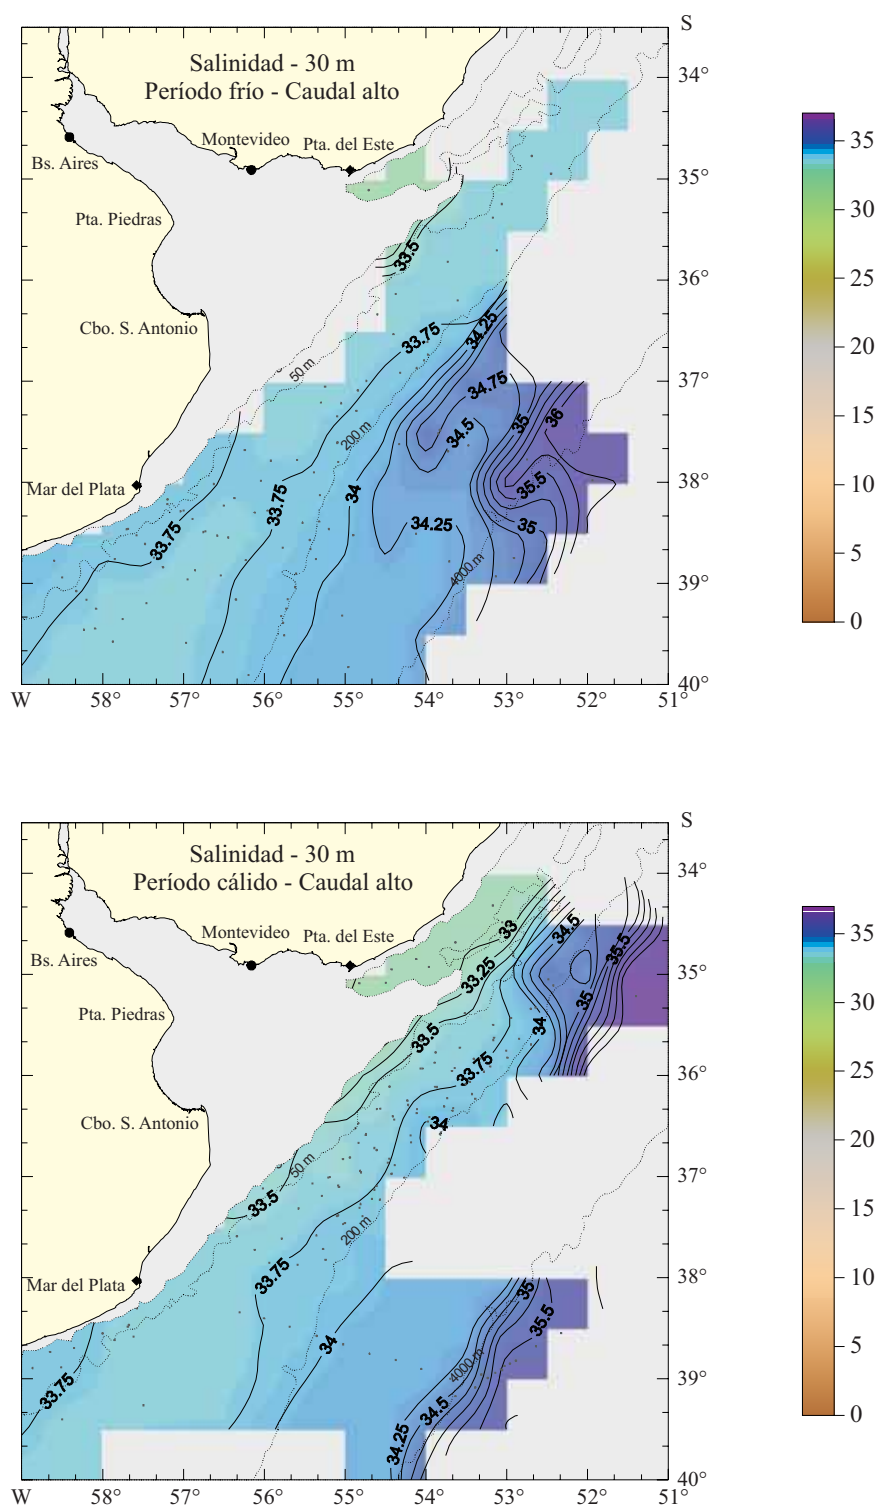 S
Salinidad - 30 m
Período frío - Caudal alto
34°
35
Montevideo
Pta. del Este
Bs. Aires
35°
30
Pta. Piedras
33.5
25
36°
Cbo. S. Antonio
33.75
34.25
20
50 m
37°
34.75
15
200 m
34.5
35
36
Mar del Plata
38°
10
33.75
34
35.5
33.75
34.25
35
5
4000 m
39°
0
40°
W
58°
57°
56°
55°
54°
53°
52°
51°
S
Salinidad - 30 m
Período cálido - Caudal alto
34°
35
Montevideo
Pta. del Este
33
34.5
35.5
Bs. Aires
35°
33.25
35
30
Pta. Piedras
33.5
34
33.75
25
36°
Cbo. S. Antonio
34
20
50 m
37°
33.5
15
200 m
33.75
Mar del Plata
38°
35
10
35.5
34
5
4000 m
33.75
39°
34.5
34.25
0
40°
W
58°
57°
56°
55°
54°
53°
52°
51°